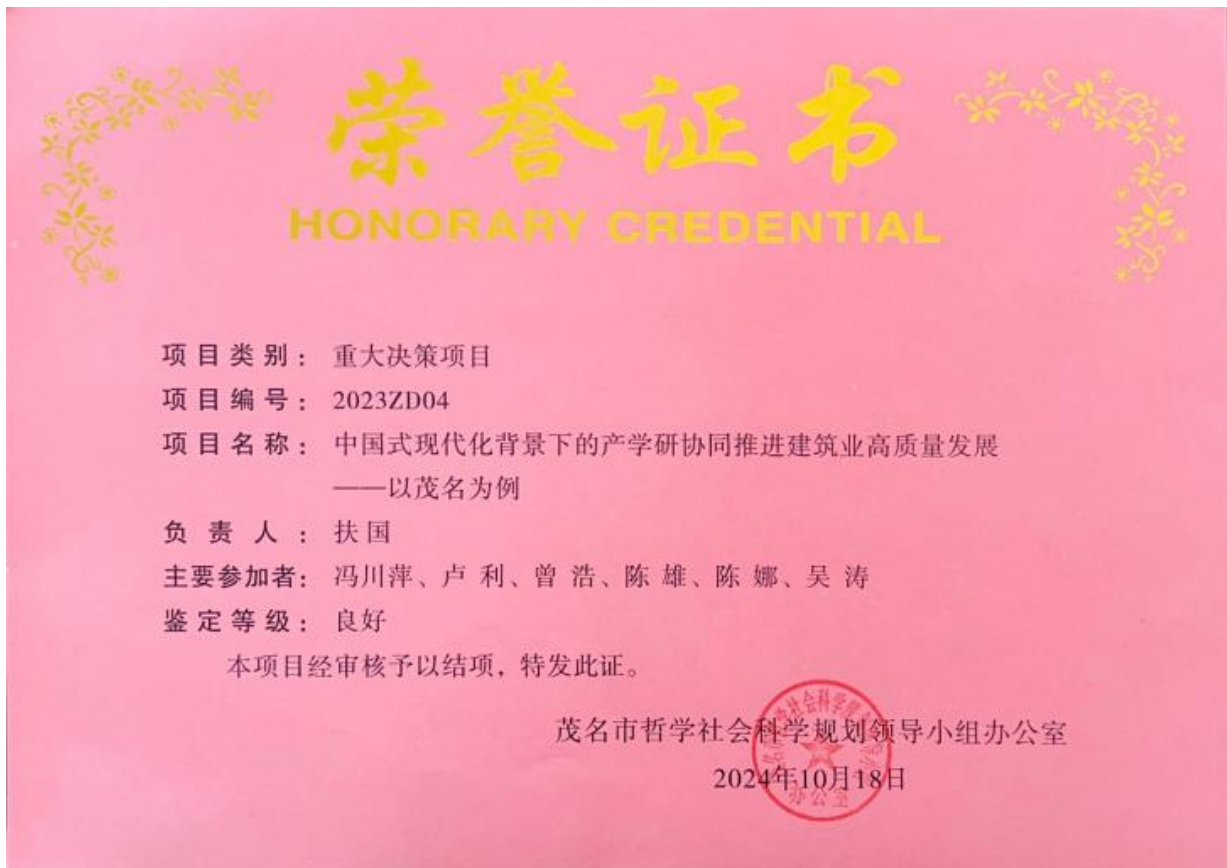 荣誉证书
HONORARY CREDENTIAL
项目类别： 重大决策项目
项目编号： 2023ZD04
项目名称： 中国式现代化背景下的产学研协同推进建筑业高质量发展
——以茂名为例
负责人： 扶国
主要参加者： 冯川萍、卢 利、曾 浩、陈 雄、陈 娜、吴 涛
鉴定等级： 良好
本项目经审核予以结项，特发此证。
茂名市哲学社会科学规划领导小组办公室
2024年10月18日
办公室